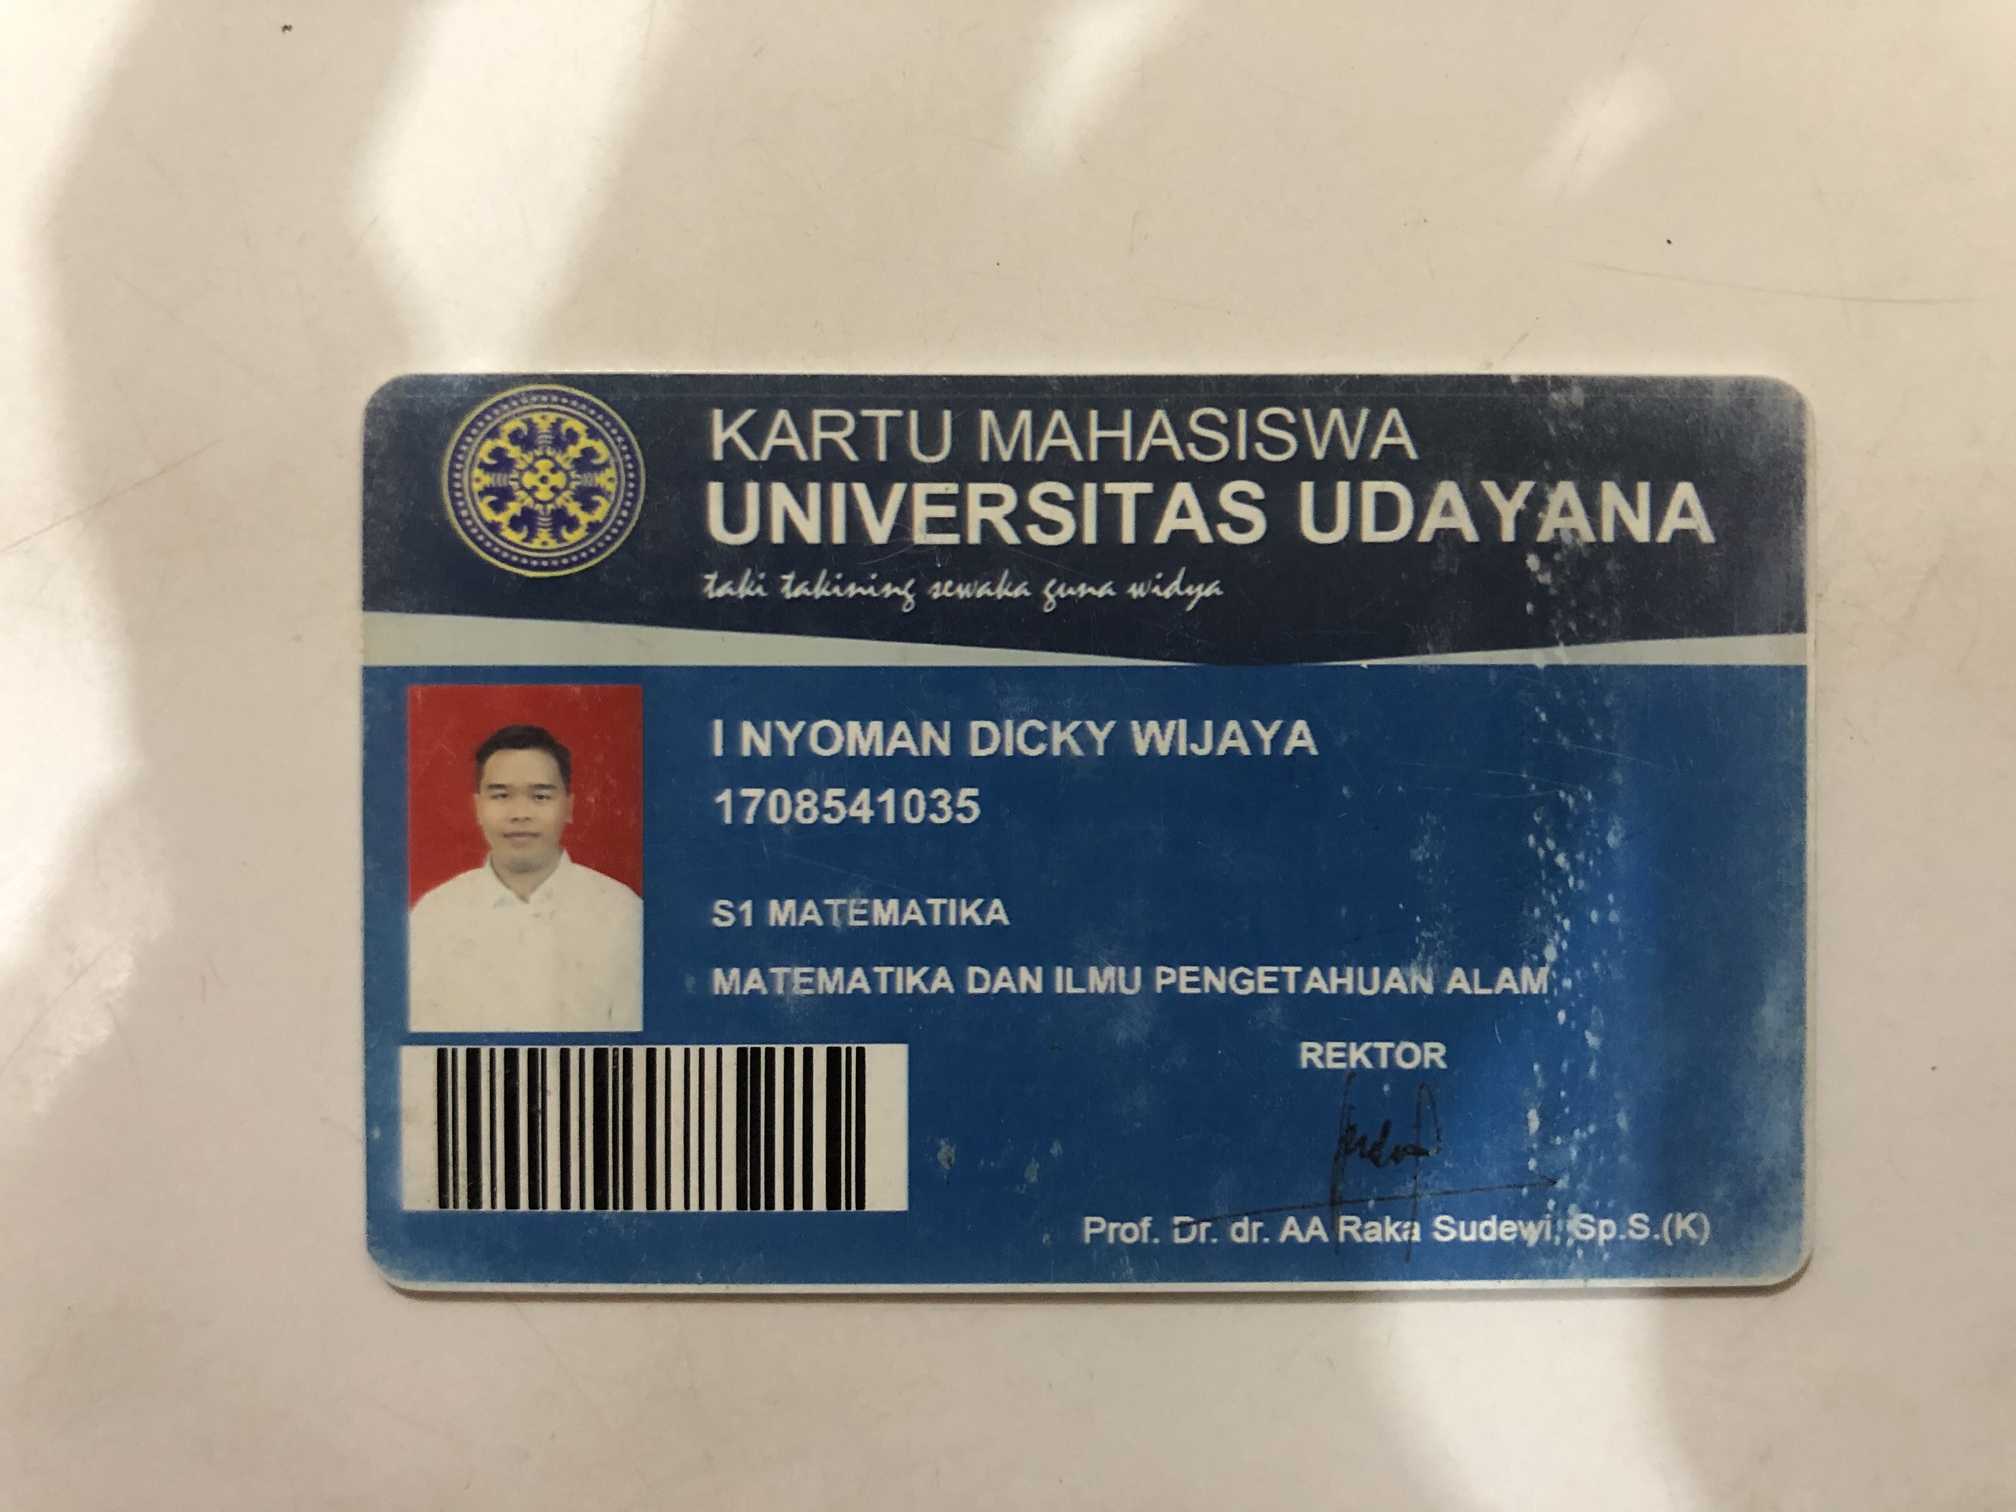 KARTU MAHASISWA
UNIVERSITAS UDAYANA
taki takining sewaka guna widya
I NYOMAN DICKY WIJAYA
1708541035
S1 MATEMATIKA
MATEMATIKA DAN ILMU PENGETAHUAN ALAM
REKTOR
Prof. Dr. dr. AA Raka Sudewi, Sp.S.(K)